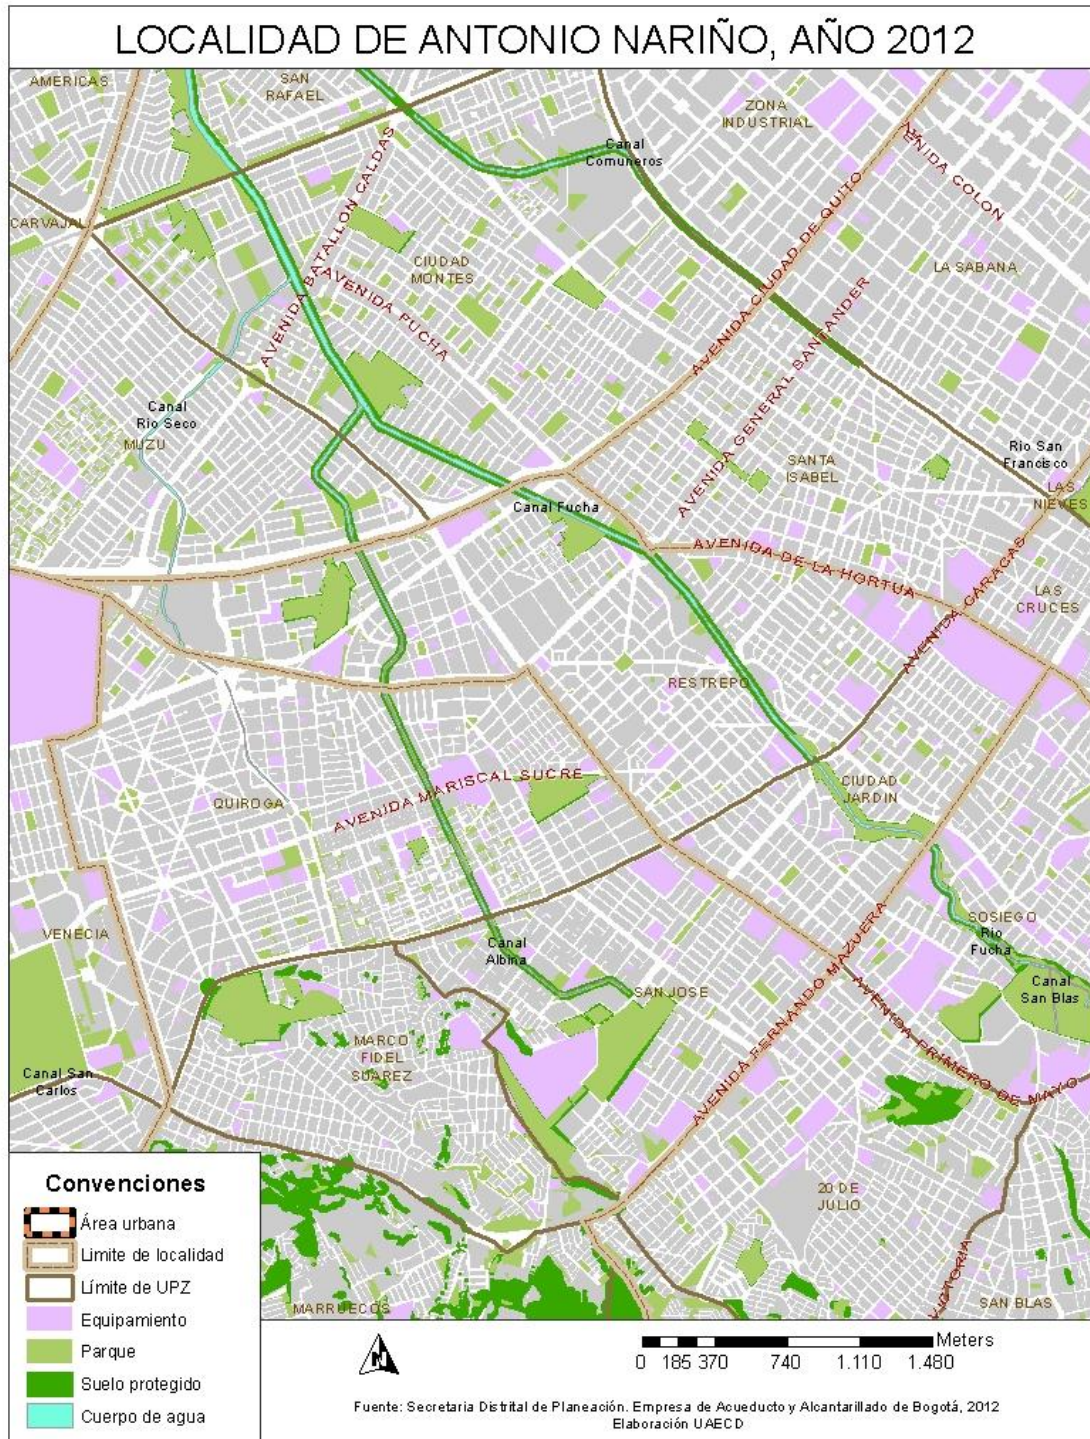 LOCALIDAD DE ANTONIO NARIÑO, AÑO 2012
AMERICAS
SAN
RAFAEL
ZONA
INDUSTRIAL
Canal
Comuneros
AVENIDA COLON
CARVAJAL
AVENIDA BATALLON CALDAS
CIUDAD
MONTES
AVENIDA FUCHA
AVENIDA CIUDAD DE QUITO
LA SABANA
AVENIDA GENERAL SANTANDER
Canal
Rio Seco
MUZU
SANTA
ISABEL
Rio San
Francisco
LAS
NIEVES
Canal Fucha
AVENIDA DE LA HORTUA
AVENIDA CARACAS
LAS
CRUCES
RESTREPO
CIUDAD
JARDIN
AVENIDA MARISCAL SUCRE
QUIROGA
VENECIA
Canal
Albina
SOSIEGO
Rio
Fucha
Canal
San Blas
SAN JOSE
AVENIDA FERNANDO MAZUERA
AVENIDA PRIMERO DE MAYO
MARCO
FIDEL
SUAREZ
Canal San
Carlos
20 DE
JULIO
VICTORIA
SAN BLAS
MARRUECOS
Convenciones
Área urbana
Limite de localidad
Límite de UPZ
Equipamiento
Parque
Suelo protegido
Cuerpo de agua
N
Meters
0 185 370 740 1.110 1.480
Fuente: Secretaria Distrital de Planeación. Empresa de Acueducto y Alcantarillado de Bogotá, 2012
Elaboración UAECD